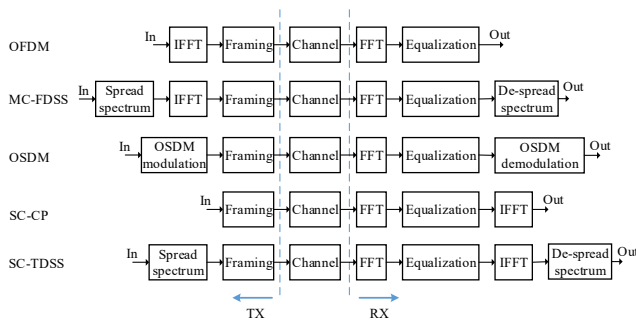 OFDM In IFFT Framing Channel FFT Equalization Out
MC-FDSS In Spread spectrum IFFT Framing Channel FFT Equalization De-spread spectrum Out
OSDM In OSDM modulation Framing Channel FFT Equalization OSDM demodulation Out
SC-CP In Framing Channel FFT Equalization IFFT Out
SC-TDSS In Spread spectrum Framing Channel FFT Equalization IFFT De-spread spectrum Out
TX RX